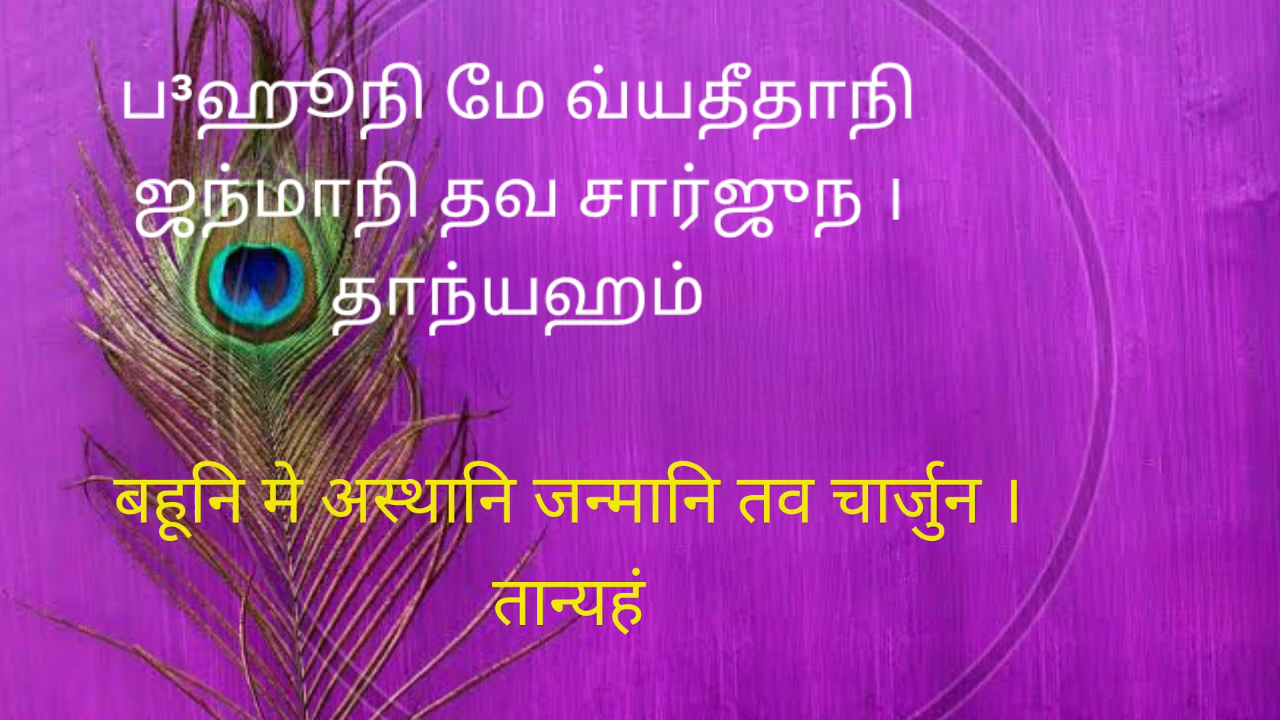 ப³ஹூநி மே வ்யதீதாநி
ஜந்மாநி தவ சார்ஜுந ।
தாந்யஹம்
बहूनि मे अस्थानि जन्मानि तव चार्जुन ।
तान्यहं